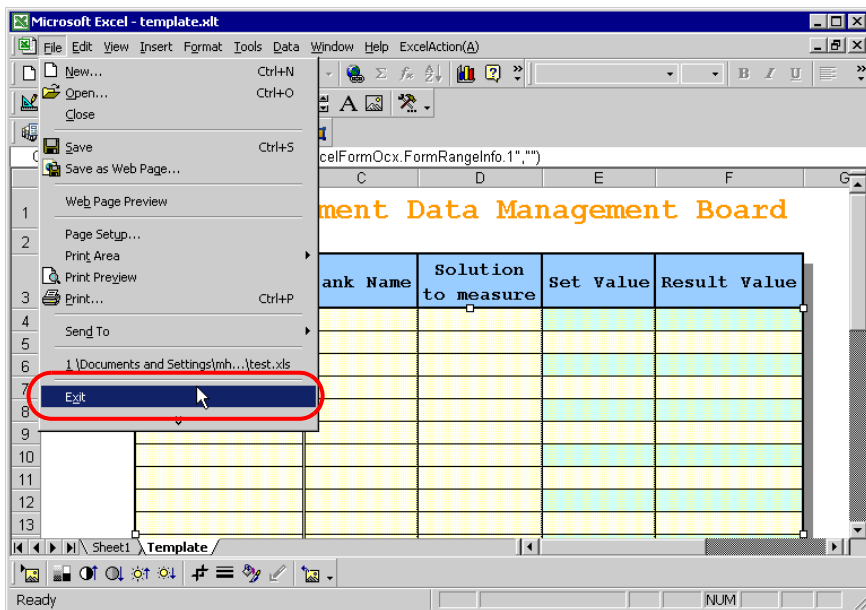 Microsoft Excel - template.xlt
File Edit View Insert Format Tools Data Window Help ExcelAction(A)
New... Ctrl+N
Open... Ctrl+O
Close
Save Ctrl+S
Save as Web Page...
Web Page Preview
Page Setup...
Print Area
Print Preview
Print... Ctrl+P
Send To
1 \Documents and Settings\mh...\test.xls
Exit
B I U
celFormOcx.FormRangeInfo.1","")
C D E F G
1 ment Data Management Board
2
3 ank Name Solution to measure Set Value Result Value
4
5
6
7
8
9
10
11
12
13
Sheet1 Template
Ready NUM